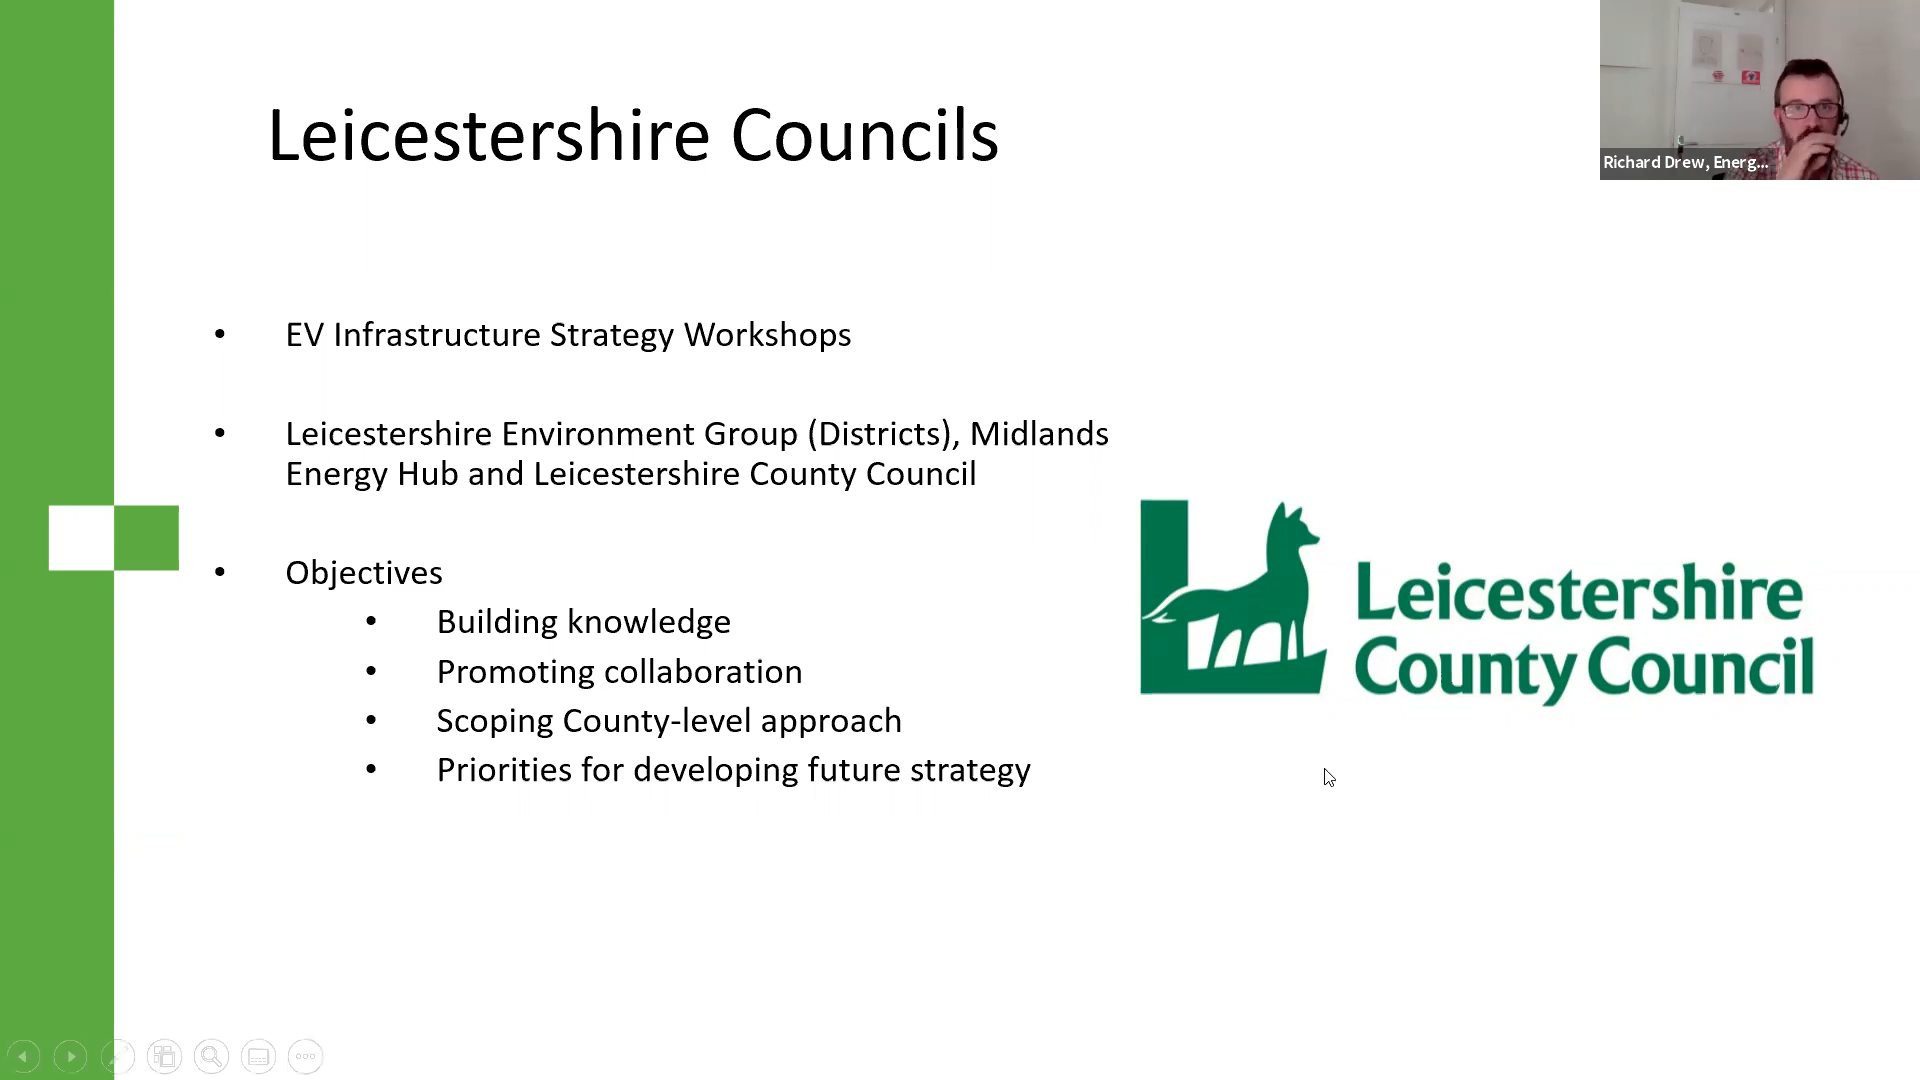 Leicestershire Councils
Richard Drew, Energ...
• EV Infrastructure Strategy Workshops
• Leicestershire Environment Group (Districts), Midlands
Energy Hub and Leicestershire County Council
• Objectives
• Building knowledge
• Promoting collaboration
• Scoping County-level approach
• Priorities for developing future strategy
Leicestershire
County Council